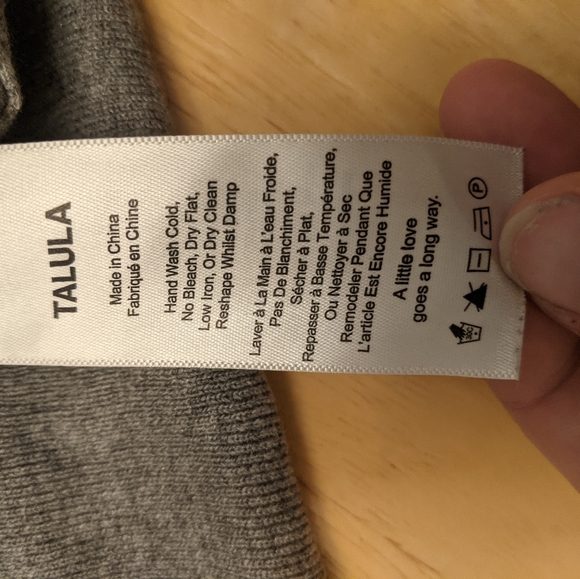 TALULA
Made in China
Fabriqué en Chine
Hand Wash Cold,
No Bleach, Dry Flat,
Low Iron, Or Dry Clean
Reshape Whilst Damp
Laver à La Main à L'eau Froide,
Pas De Blanchiment,
Sécher à Plat,
Repasser à Basse Température,
Ou Nettoyer à Sec
Remodeler Pendant Que
L'article Est Encore Humide
A little love
goes a long way.
P